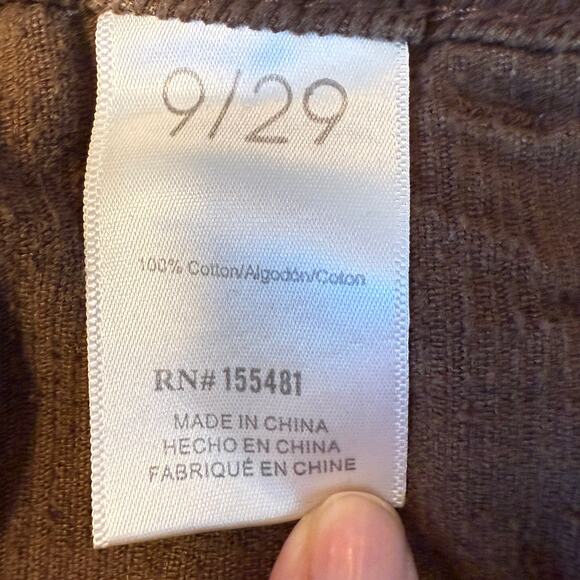 9/29
100% Cotton/Algodón/Coton
RN# 155481
MADE IN CHINA
HECHO EN CHINA
FABRIQUÉ EN CHINE